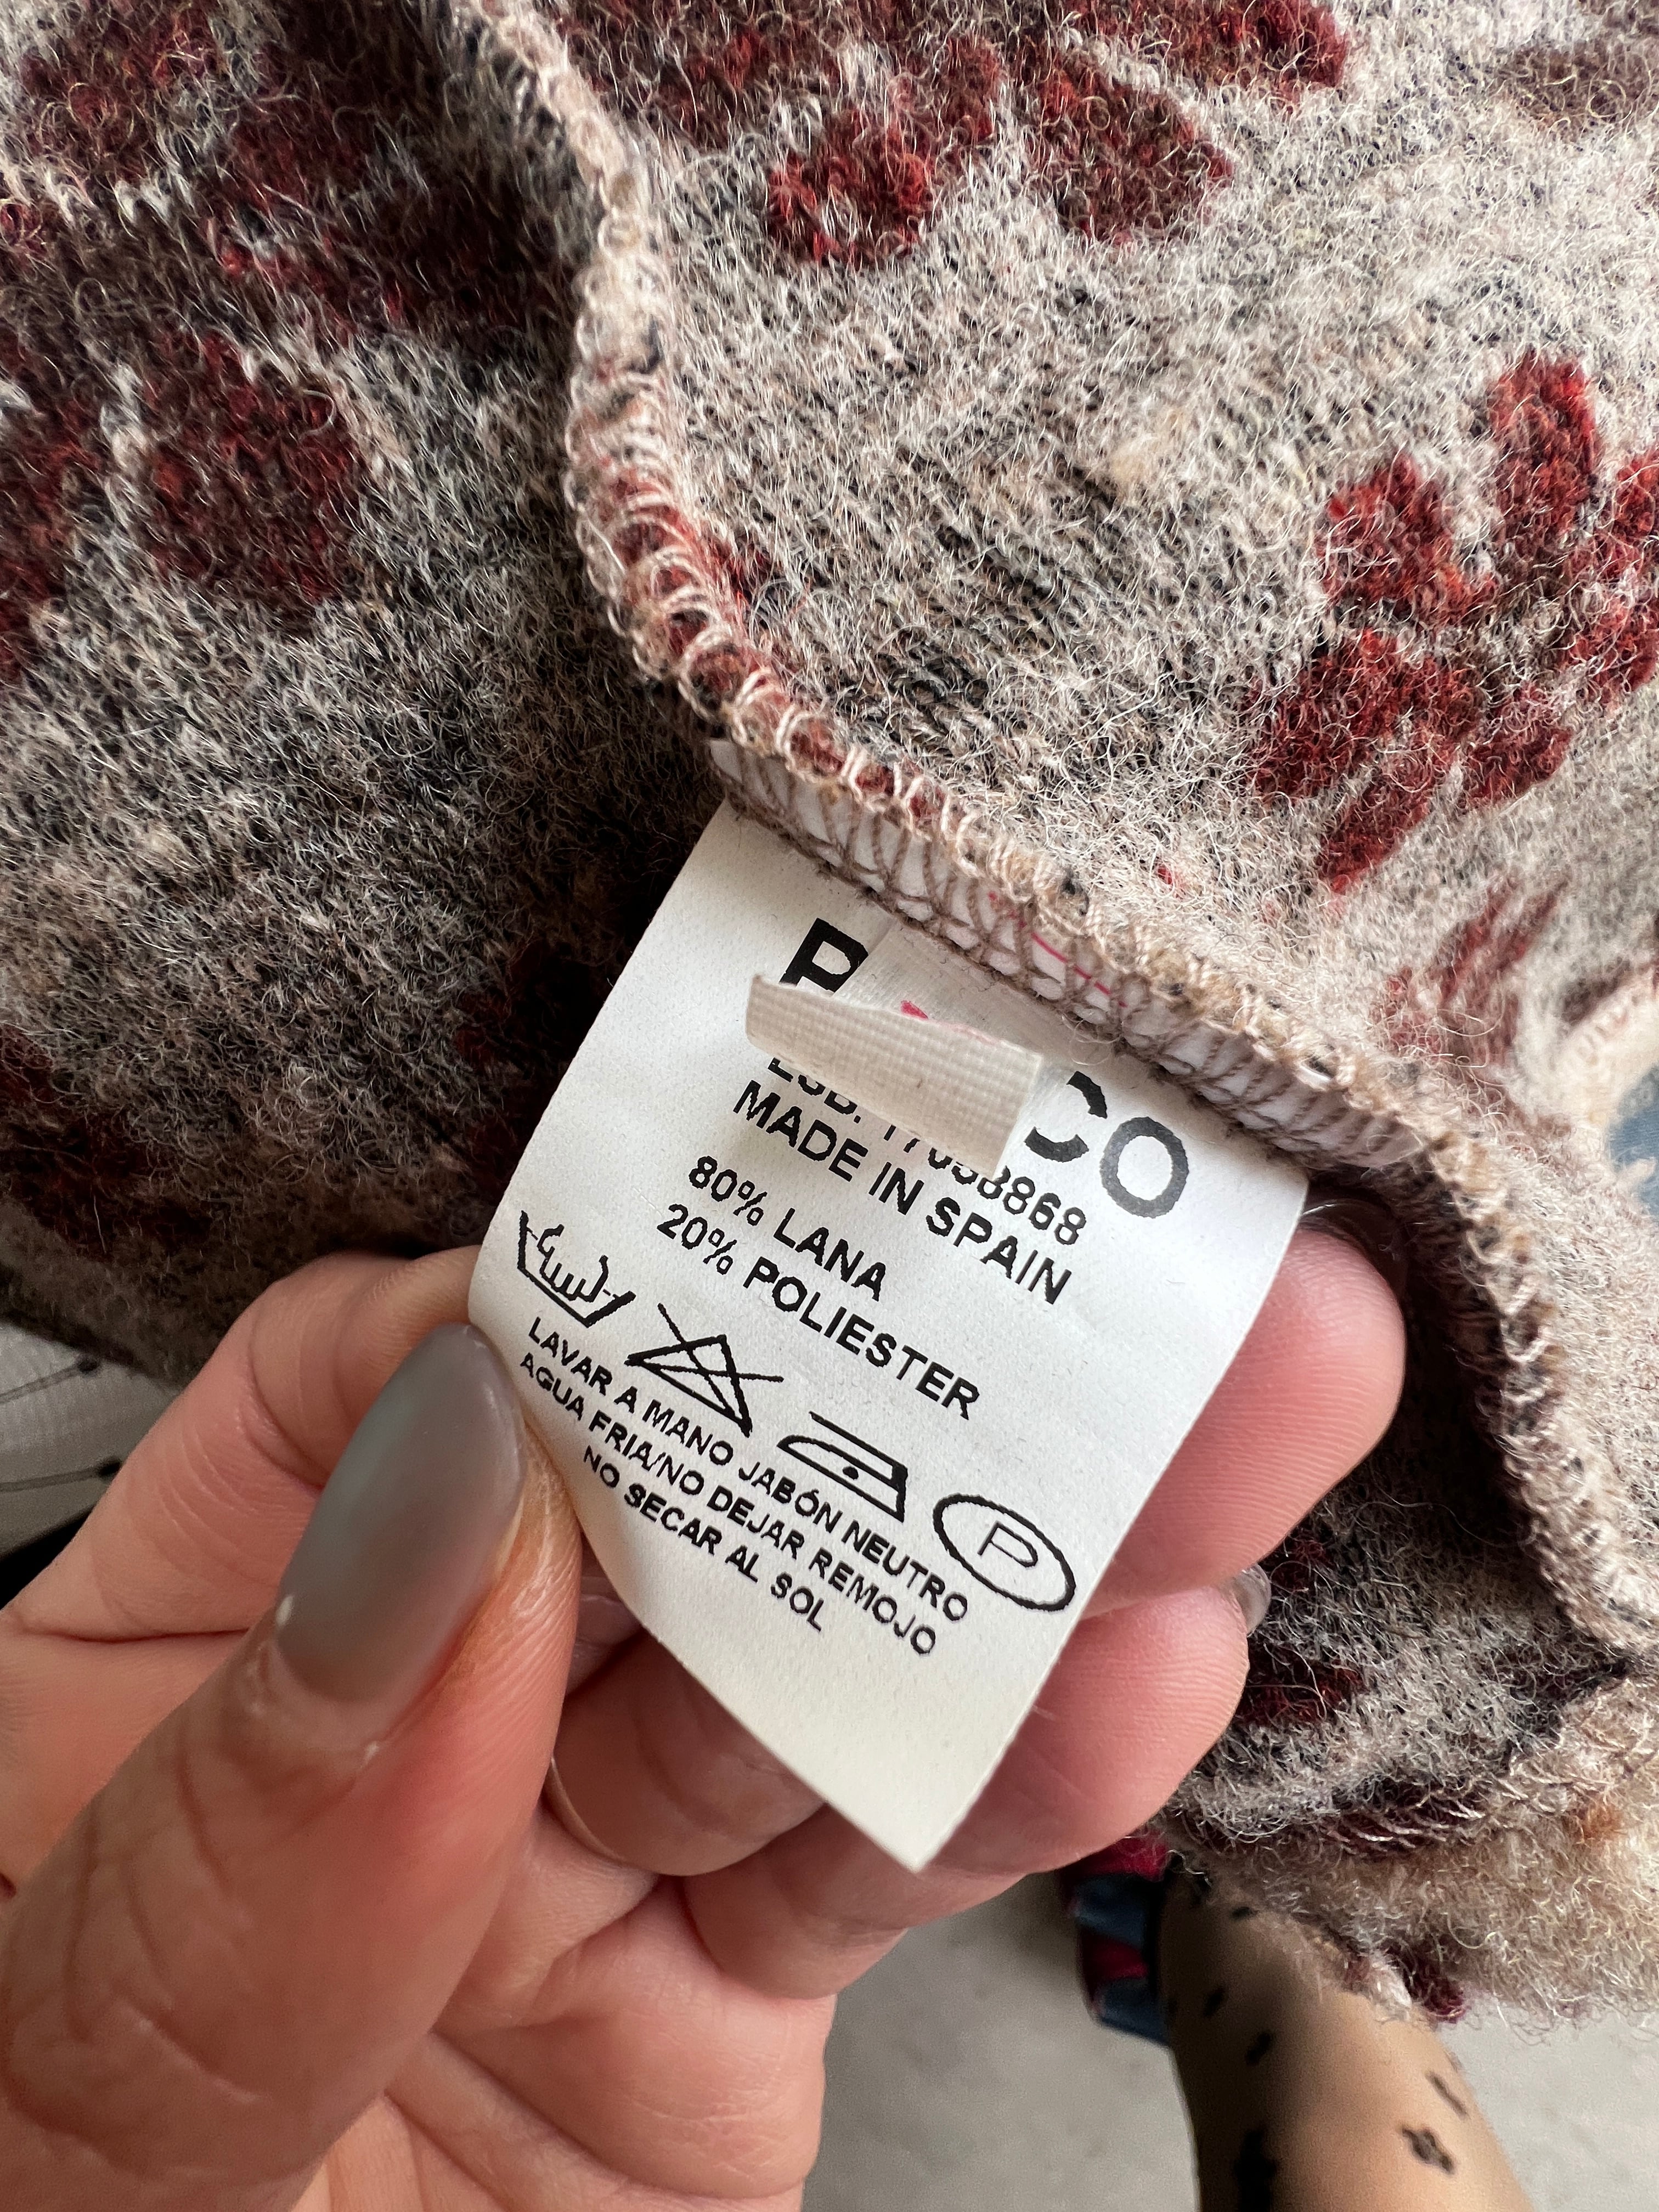 MADE IN SPAIN
80% LANA
20% POLIESTER
P
LAVAR A MANO JABÓN NEUTRO
AGUA FRIA/NO DEJAR REMOJO
NO SECAR AL SOL